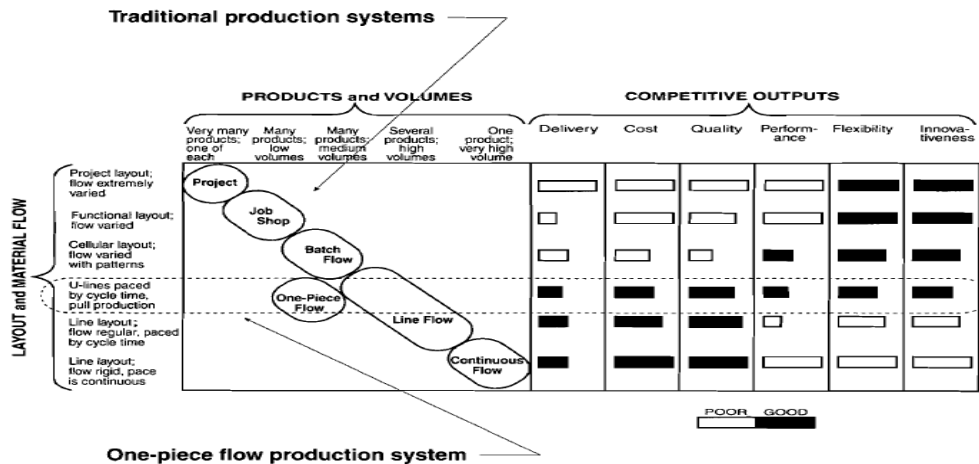 Traditional production systems
PRODUCTS and VOLUMES
COMPETITIVE OUTPUTS
Very many
products;
one of
each
Many
products;
low
volumes
Many
products;
medium
volumes
Several
products;
high
volumes
One
product;
very high
volume
Delivery
Cost
Quality
Perform-
ance
Flexibility
Innova-
tiveness
LAYOUT and MATERIAL FLOW
Project layout;
flow extremely
varied
Functional layout;
flow varied
Cellular layout;
flow varied
with patterns
U-lines paced
by cycle time,
pull production
Line layout;
flow regular, paced
by cycle time
Line layout;
flow rigid, pace
is continuous
Project
Job
Shop
Batch
Flow
One-Piece
Flow
Line Flow
Continuous
Flow
POOR GOOD
One-piece flow production system